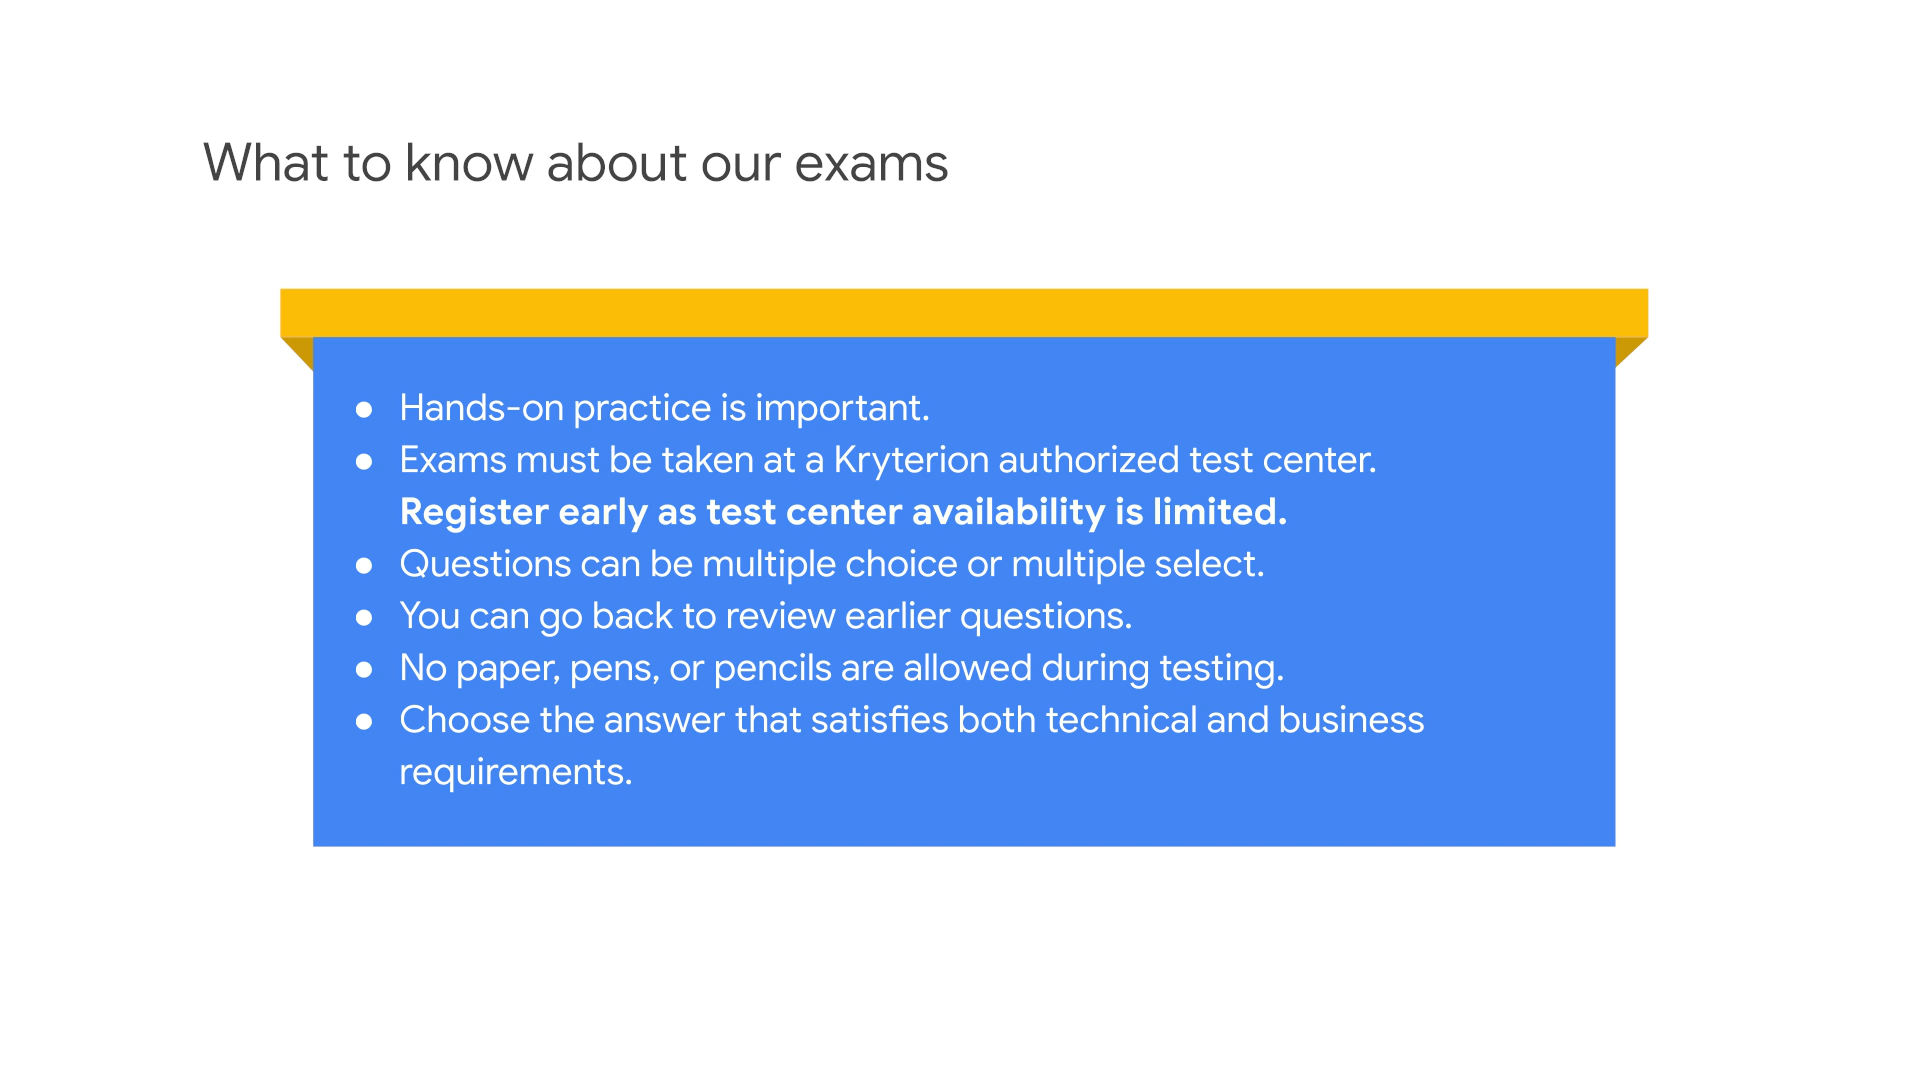 What to know about our exams
● Hands-on practice is important.
● Exams must be taken at a Kryterion authorized test center.
Register early as test center availability is limited.
● Questions can be multiple choice or multiple select.
● You can go back to review earlier questions.
● No paper, pens, or pencils are allowed during testing.
● Choose the answer that satisfies both technical and business
requirements.